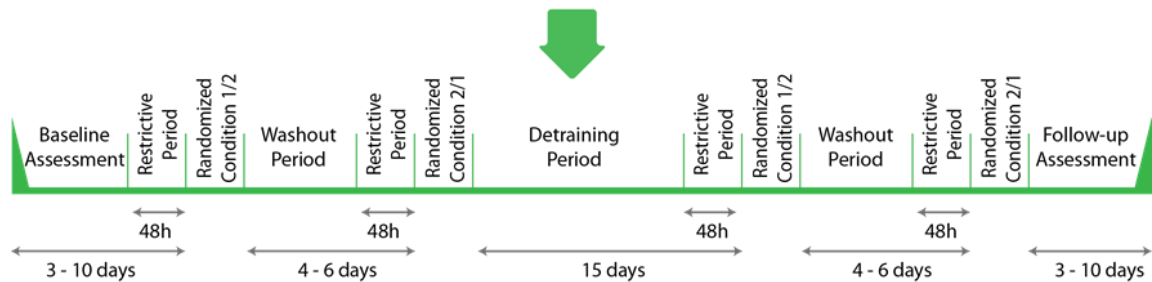 Baseline
Assessment
Restrictive
Period
Randomized
Condition 1/2
Washout
Period
Restrictive
Period
Randomized
Condition 2/1
Detraining
Period
Restrictive
Period
Randomized
Condition 1/2
Washout
Period
Restrictive
Period
Randomized
Condition 2/1
Follow-up
Assessment
48h
48h
48h
48h
3 - 10 days
4 - 6 days
15 days
4 - 6 days
3 - 10 days